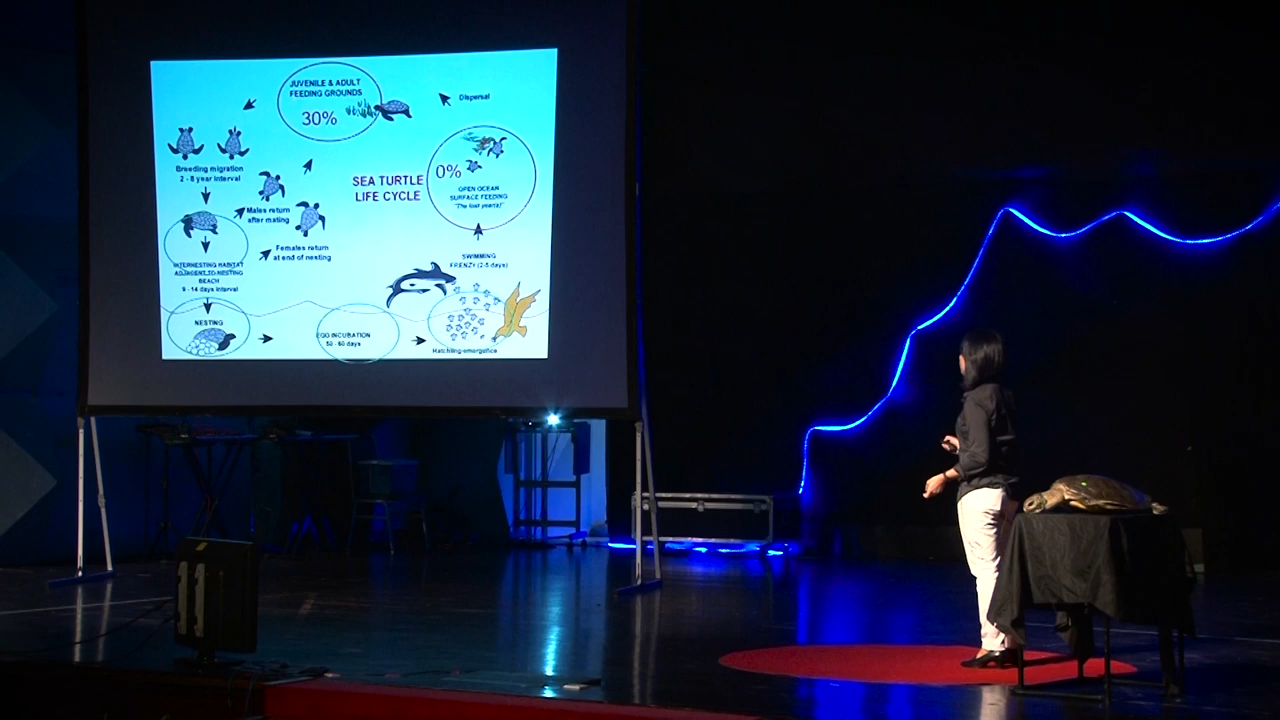 JUVENILE & ADULT
FEEDING GROUNDS
30%
Dispersal
Breeding migration
2 - 8 year interval
SEA TURTLE
LIFE CYCLE
0%
OPEN OCEAN
SURFACE FEEDING
"The lost years!"
Males return
after mating
Females return
at end of nesting
INTERNESTING HABITAT
ADJACENT TO NESTING
BEACH
9 - 14 days interval
SWIMMING
FRENZY (2-5 days)
NESTING
EGG INCUBATION
50 - 60 days
Hatchling emergence